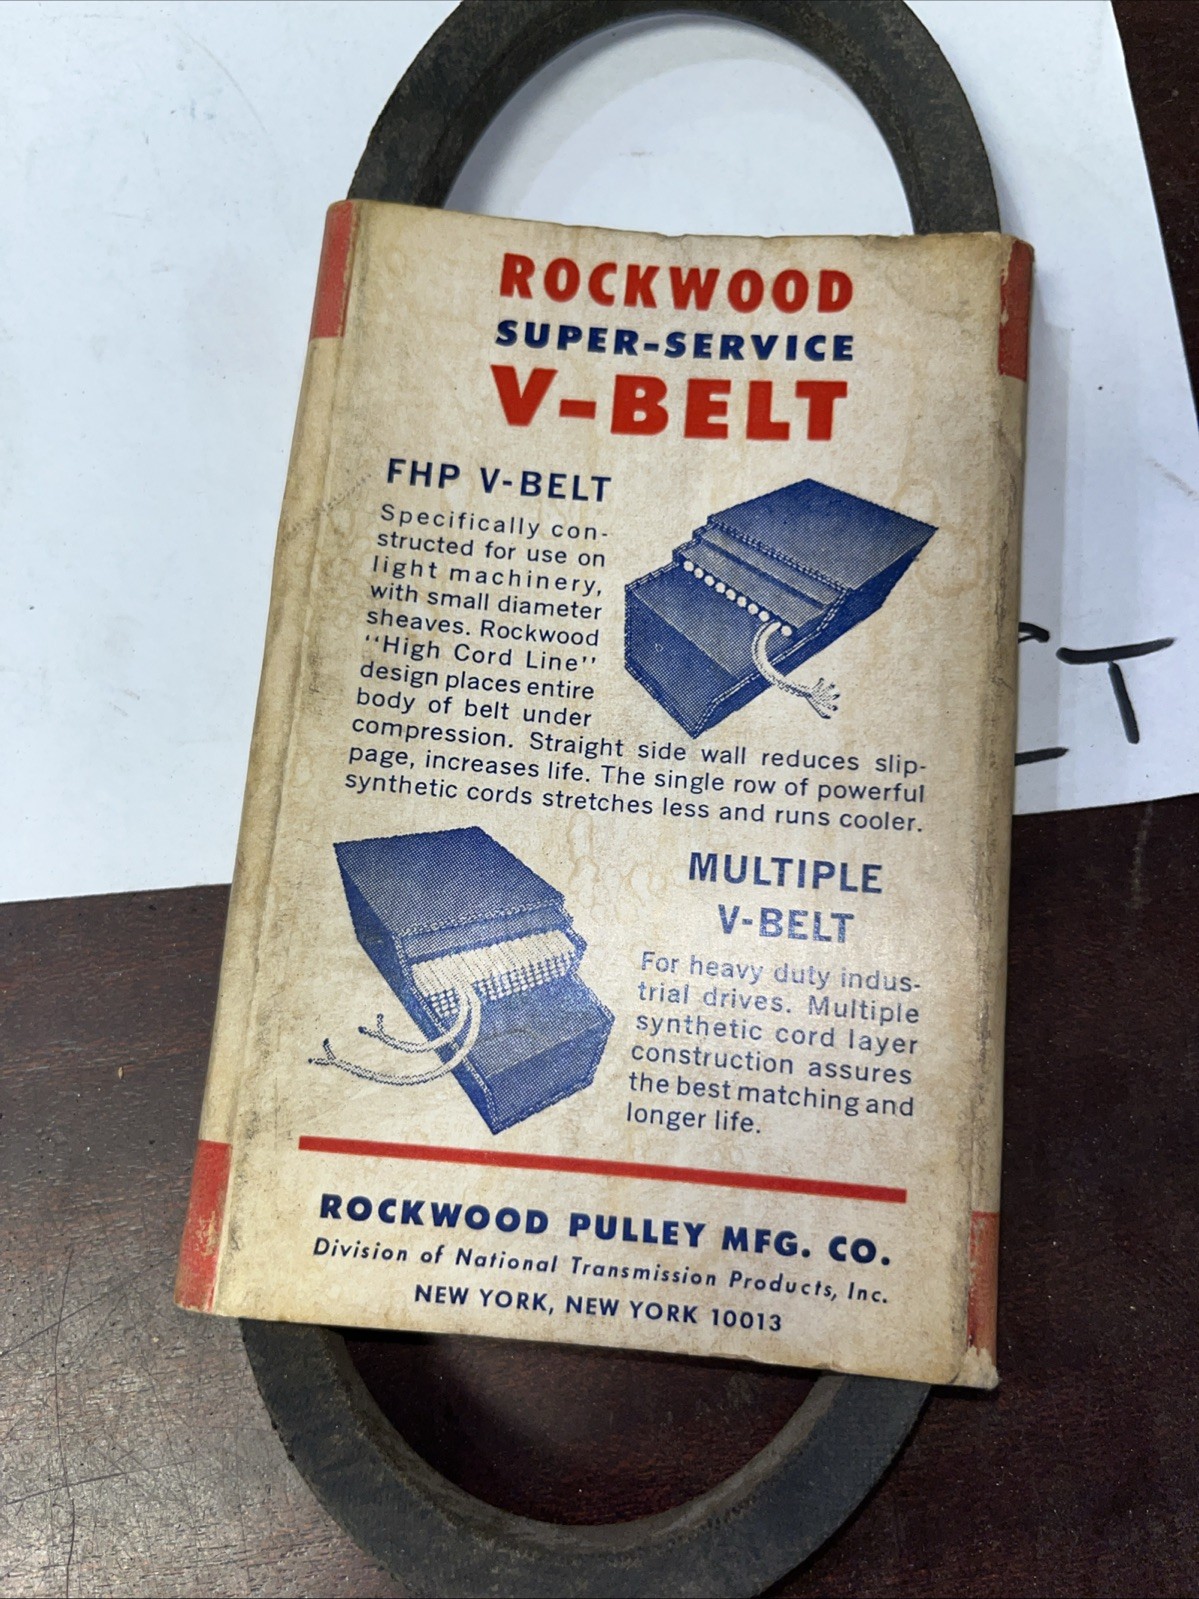 ROCKWOOD
SUPER-SERVICE
V-BELT
FHP V-BELT
Specifically con-
structed for use on
light machinery,
with small diameter
sheaves. Rockwood
"High Cord Line"
design places entire
body of belt under
compression. Straight side wall reduces slip-
page, increases life. The single row of powerful
synthetic cords stretches less and runs cooler.
MULTIPLE
V-BELT
For heavy duty indus-
trial drives. Multiple
synthetic cord layer
construction assures
the best matching and
longer life.
ROCKWOOD PULLEY MFG. CO.
Division of National Transmission Products, Inc.
NEW YORK, NEW YORK 10013